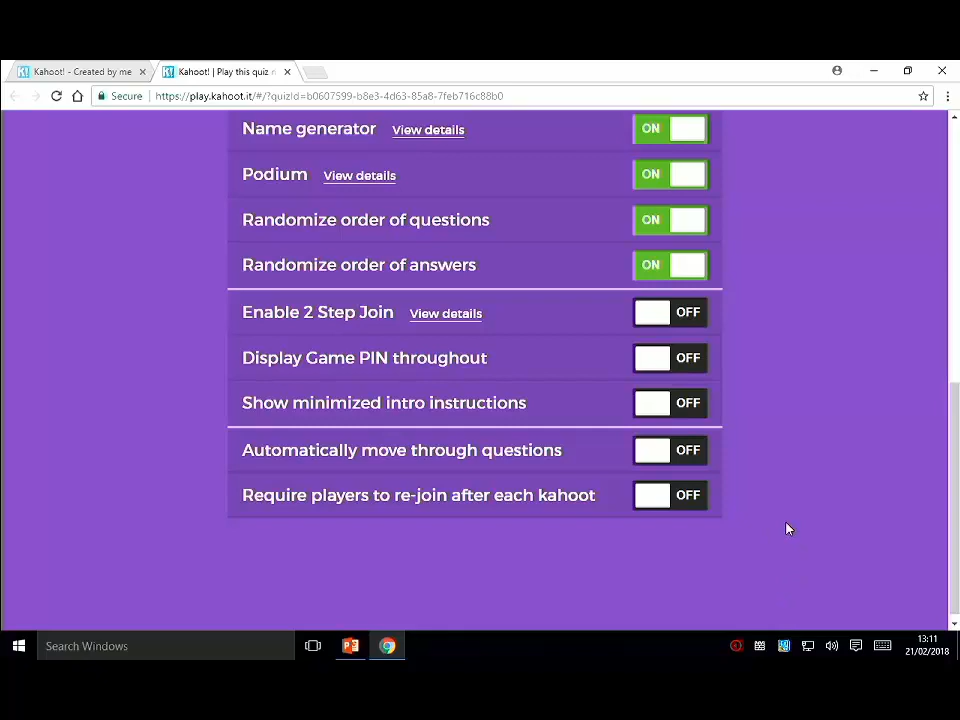 Kahoot! - Created by me
Kahoot! | Play this quiz
Secure
https://play.kahoot.it/#/?quizId=b0607599-b8e3-4d63-85a8-7feb716c88b0
Name generator View details ON
Podium View details ON
Randomize order of questions ON
Randomize order of answers ON
Enable 2 Step Join View details OFF
Display Game PIN throughout OFF
Show minimized intro instructions OFF
Automatically move through questions OFF
Require players to re-join after each kahoot OFF
Search Windows
13:11
21/02/2018